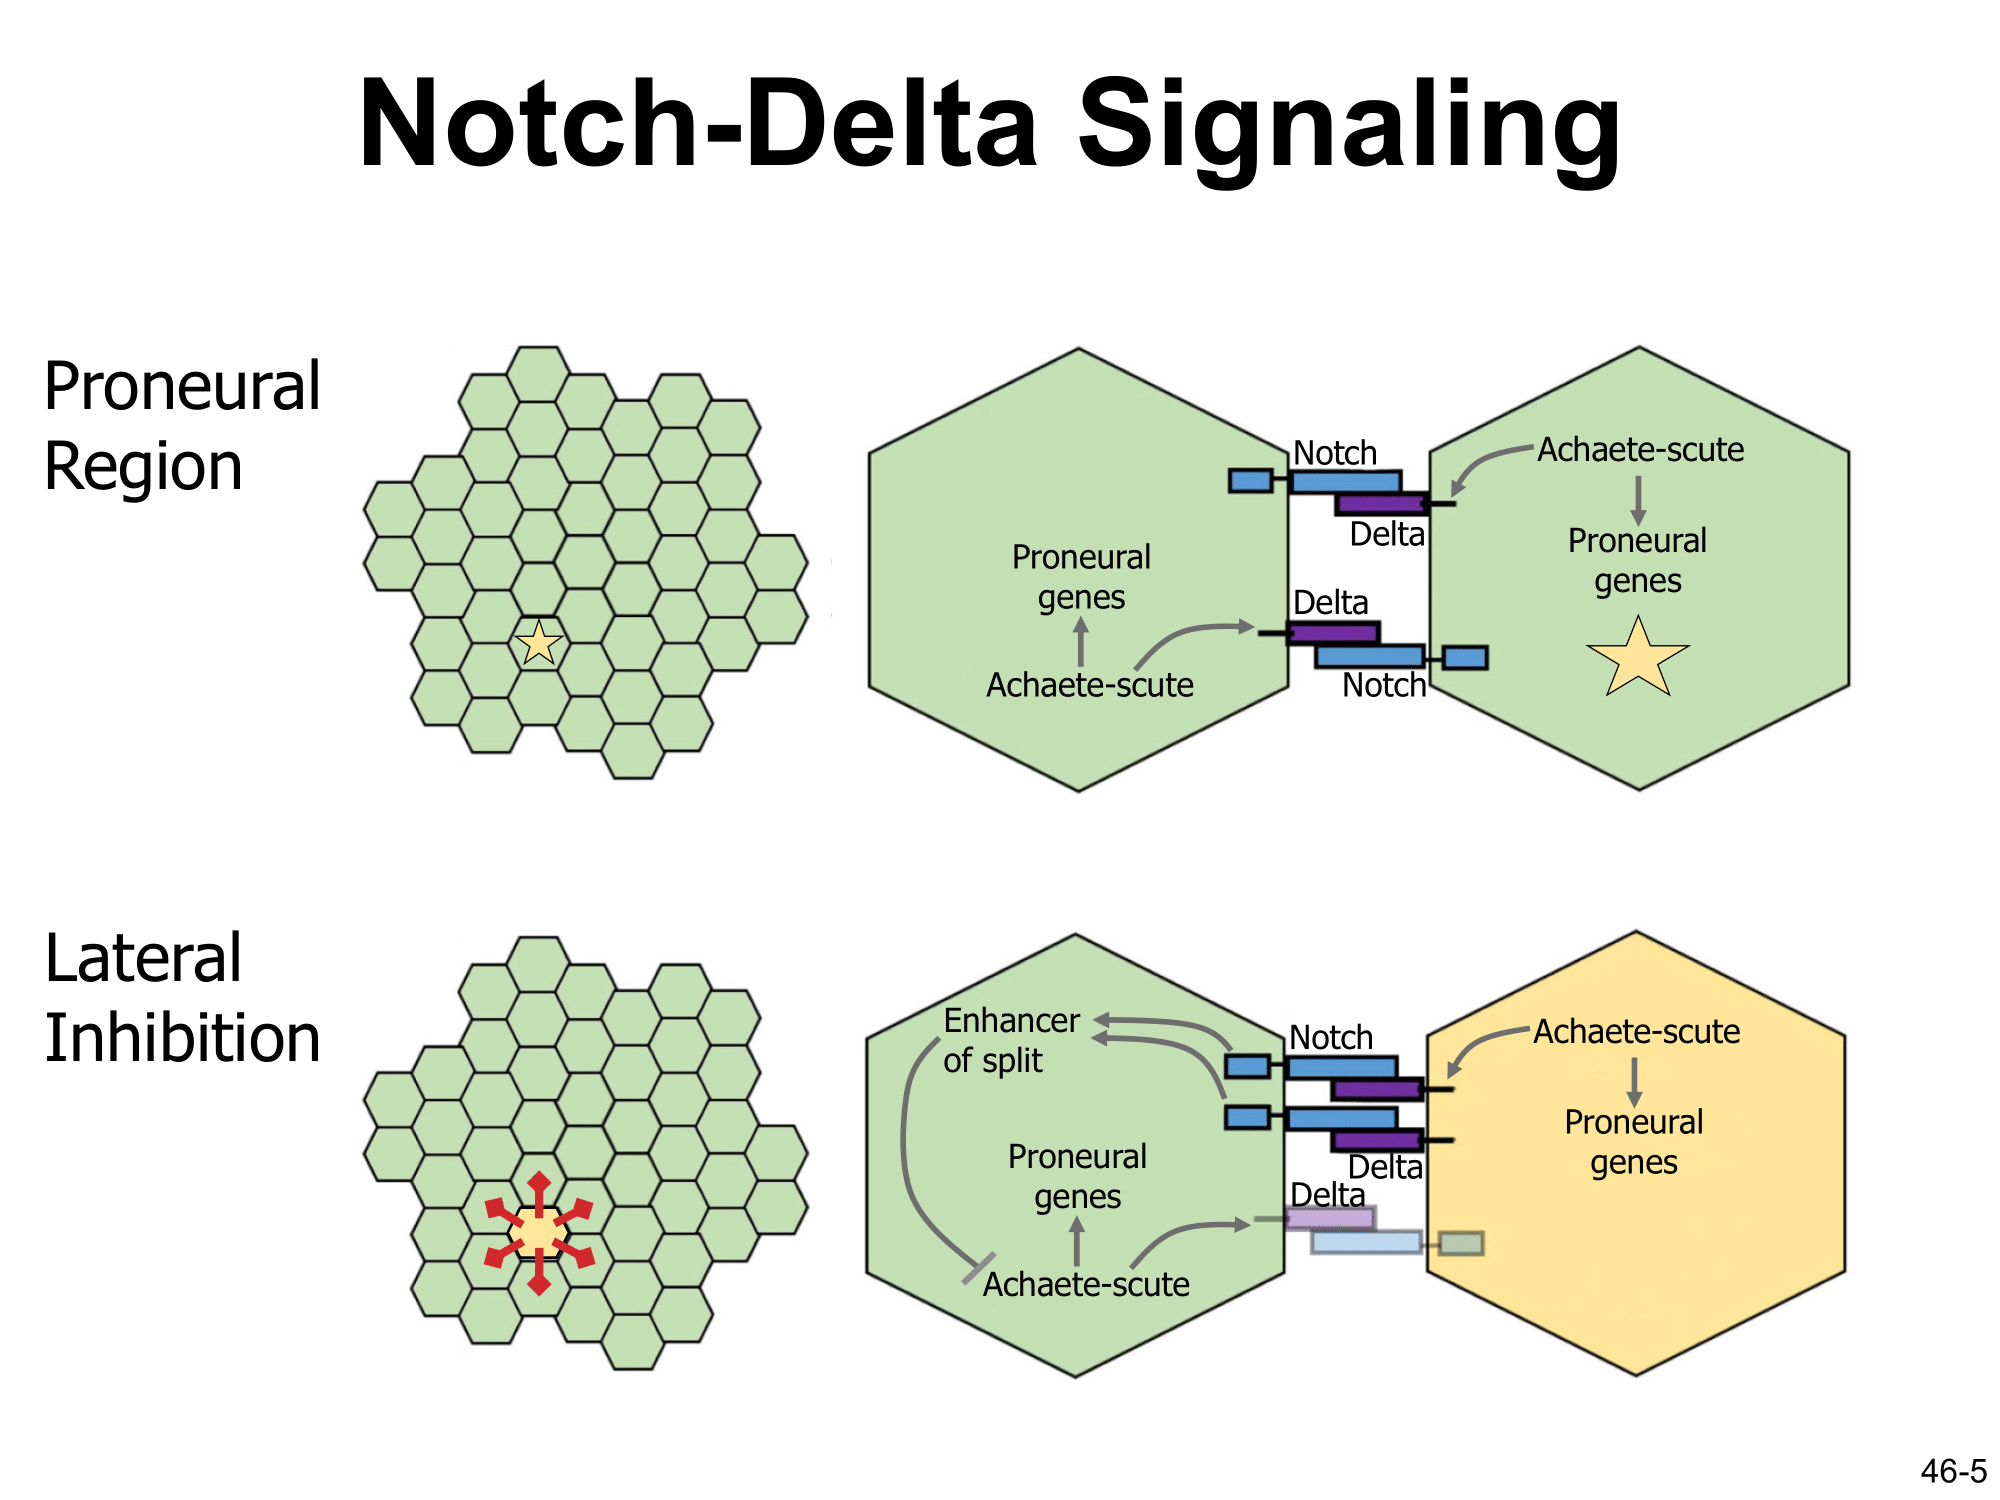 Notch-Delta Signaling
Proneural
Region
Notch
Delta
Proneural
genes
Achaete-scute
Delta
Notch
Achaete-scute
Proneural
genes
Lateral
Inhibition
Enhancer
of split
Notch
Delta
Proneural
genes
Achaete-scute
Delta
Achaete-scute
Proneural
genes
46-5